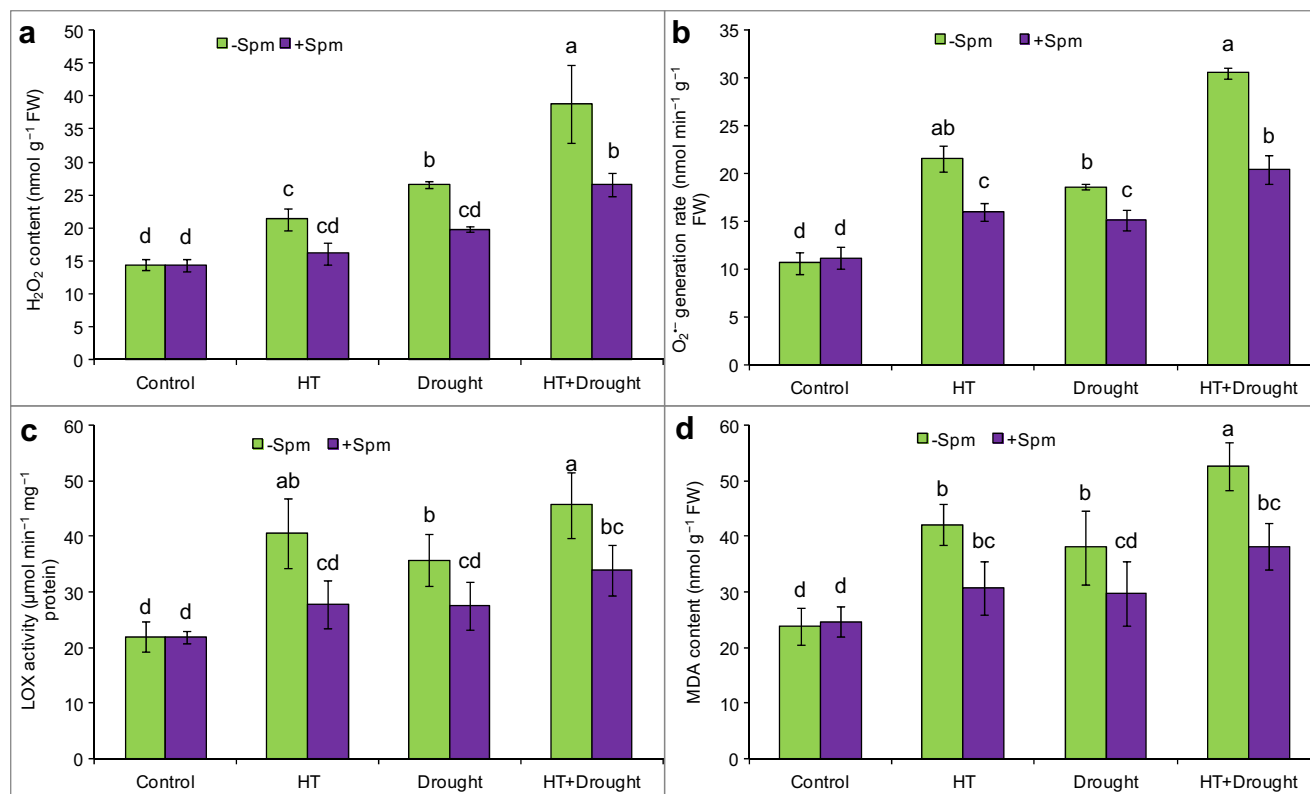 a
-Spm +Spm
H₂O₂ content (nmol g⁻¹ FW)
50
45
40
35
30
25
20
15
10
5
0
d d c cd b cd a b
Control HT Drought HT+Drought
b
-Spm +Spm
O₂•− generation rate (nmol min⁻¹ g⁻¹
FW)
35
30
25
20
15
10
5
0
d d ab c b c a b
Control HT Drought HT+Drought
c
-Spm +Spm
LOX activity (µmol min⁻¹ mg⁻¹
protein)
60
50
40
30
20
10
0
d d ab cd b cd a bc
Control HT Drought HT+Drought
d
-Spm +Spm
MDA content (nmol g⁻¹ FW)
60
50
40
30
20
10
0
d d b bc b cd a bc
Control HT Drought HT+Drought